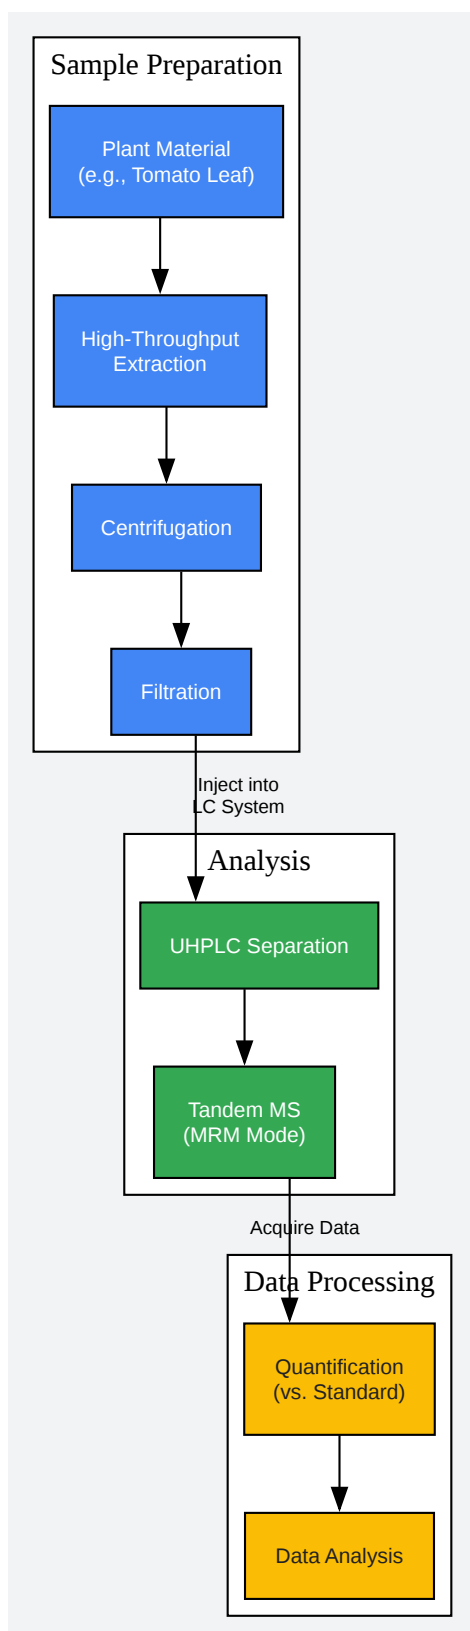 Sample Preparation
Plant Material
(e.g., Tomato Leaf)
High-Throughput
Extraction
Centrifugation
Filtration
Inject into
LC System
Analysis
UHPLC Separation
Tandem MS
(MRM Mode)
Acquire Data
Data Processing
Quantification
(vs. Standard)
Data Analysis